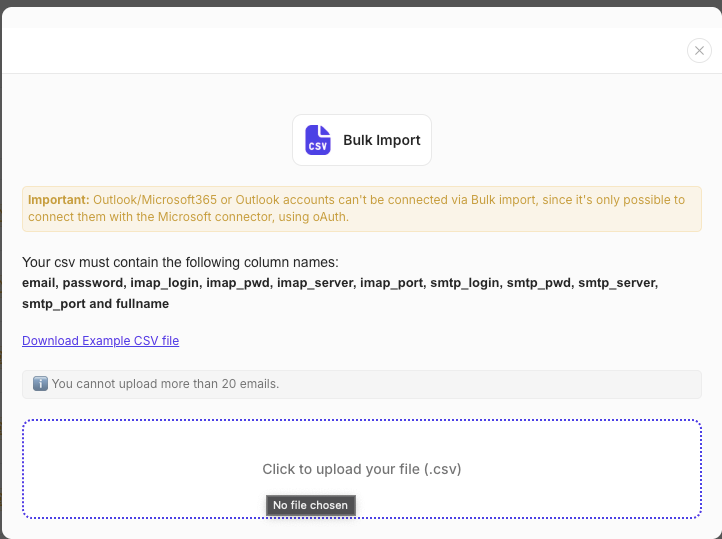 CSV
Bulk Import
Important: Outlook/Microsoft365 or Outlook accounts can't be connected via Bulk import, since it's only possible to
connect them with the Microsoft connector, using oAuth.
Your csv must contain the following column names:
email, password, imap_login, imap_pwd, imap_server, imap_port, smtp_login, smtp_pwd, smtp_server,
smtp_port and fullname
Download Example CSV file
ℹ️ You cannot upload more than 20 emails.
Click to upload your file (.csv)
No file chosen